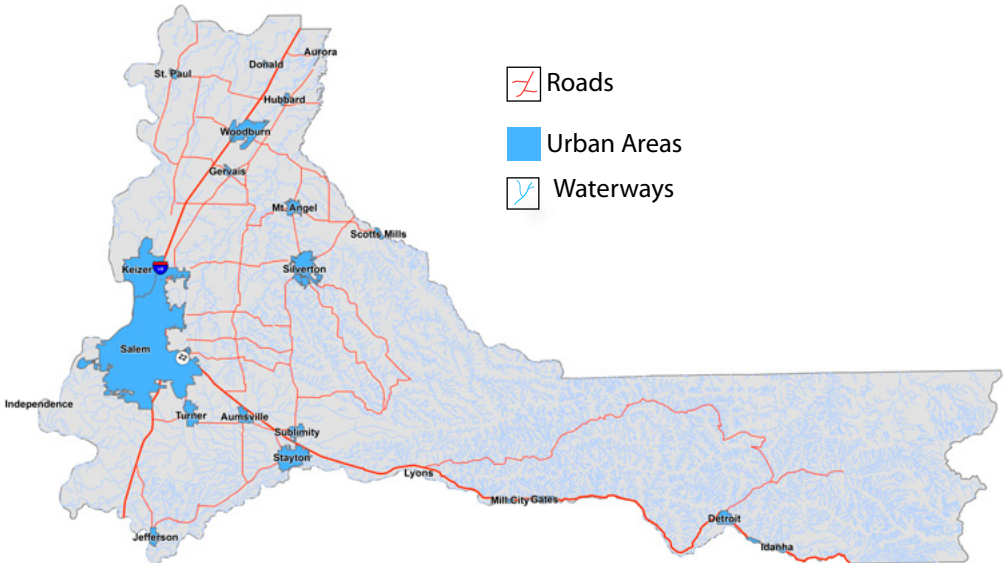 Aurora
Donald
St. Paul
Hubbard
Woodburn
Gervais
Mt. Angel
Scotts Mills
Keizer
Silverton
Salem
22
Independence
Turner
Aumsville
Sublimity
Stayton
Lyons
Mill City
Gates
Detroit
Jefferson
Idanha
Roads
Urban Areas
Waterways